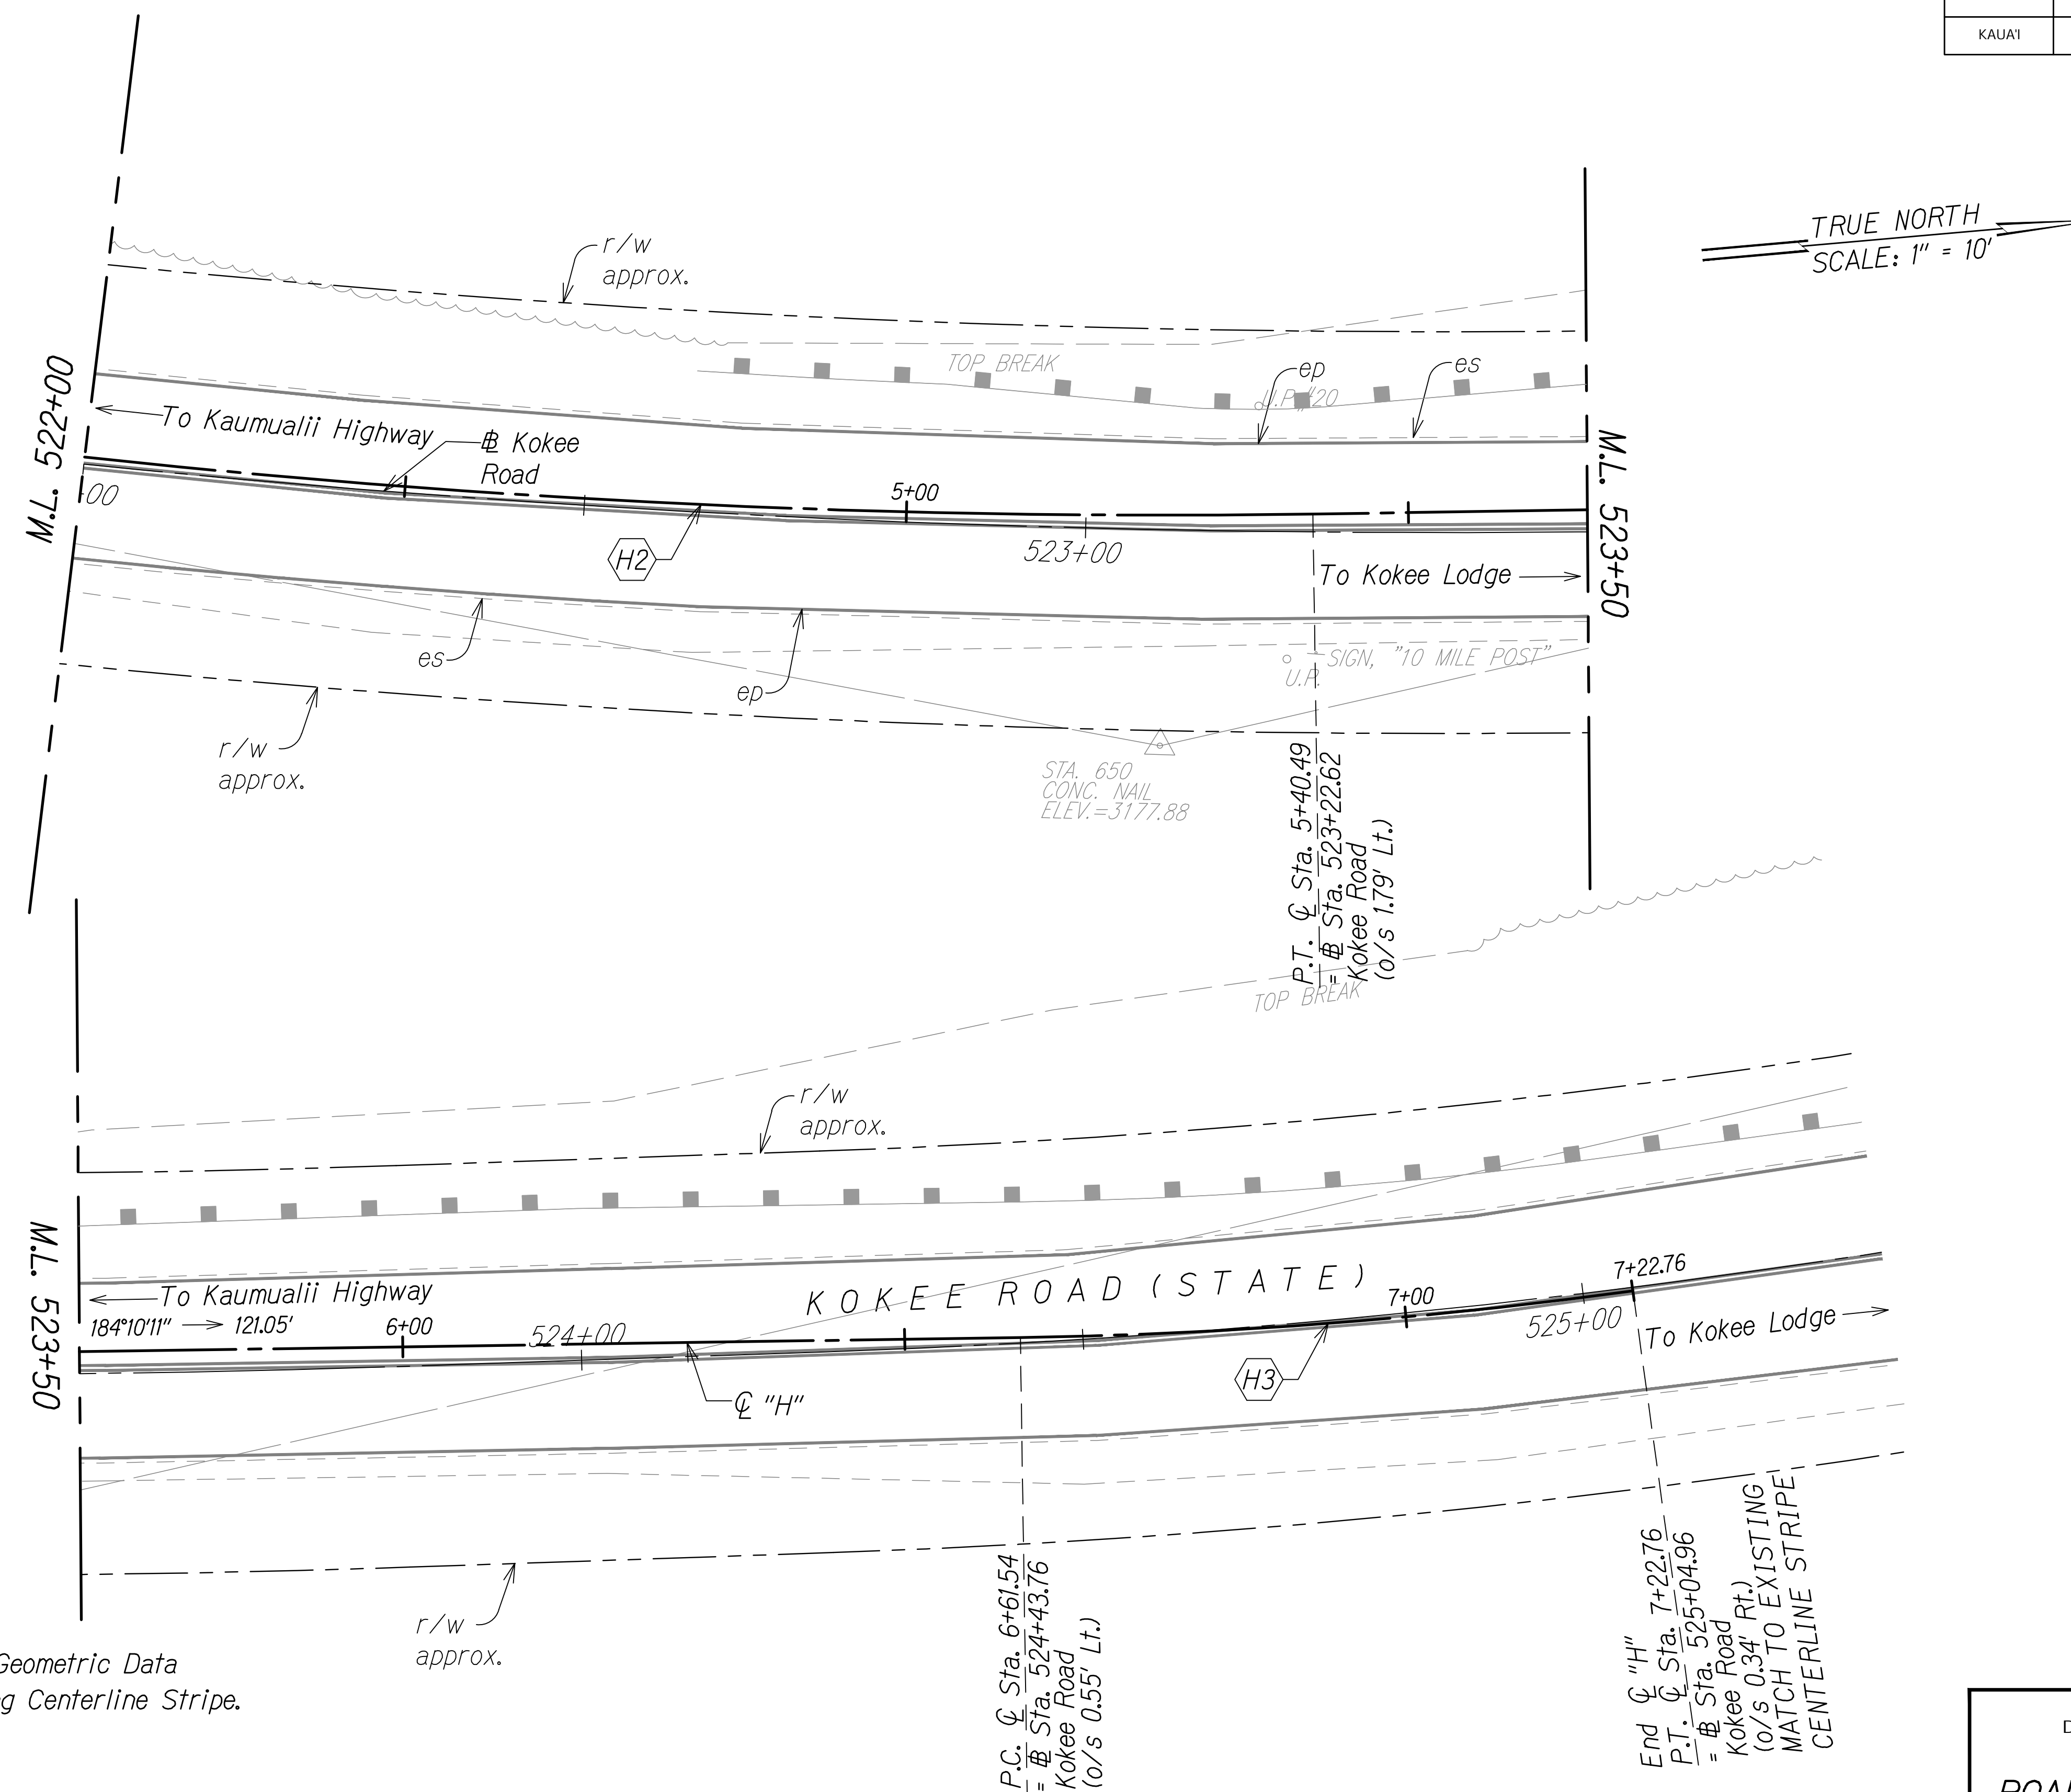 KAUA'I
TRUE NORTH
SCALE: 1" = 10'
r/w
approx.
TOP BREAK
ep
es
U.P. #20
M.L. 522+00
To Kaumualii Highway
℄ Kokee
Road
+00
5+00
M.L. 523+50
H2
523+00
To Kokee Lodge
es
ep
SIGN, "10 MILE POST"
U.P.
r/w
approx.
STA. 650
CONC. NAIL
ELEV.=3177.88
P.T. ℄ Sta. 5+40.49
= ℄ Sta. 523+22.62
Kokee Road
(o/s 1.79' Lt.)
TOP BREAK
r/w
approx.
M.L. 523+50
To Kaumualii Highway
184°10'11" 121.05'
6+00
524+00
KOKEE ROAD (STATE)
7+00
7+22.76
525+00
To Kokee Lodge
H3
℄ "H"
r/w
approx.
P.C. ℄ Sta. 6+61.54
= ℄ Sta. 524+43.76
Kokee Road
(o/s 0.55' Lt.)
End ℄ "H"
P.T. ℄ Sta. 7+22.76
= ℄ Sta. 525+04.96
Kokee Road
(o/s 0.34' Rt.)
MATCH TO EXISTING
CENTERLINE STRIPE
Geometric Data
g Centerline Stripe.
D